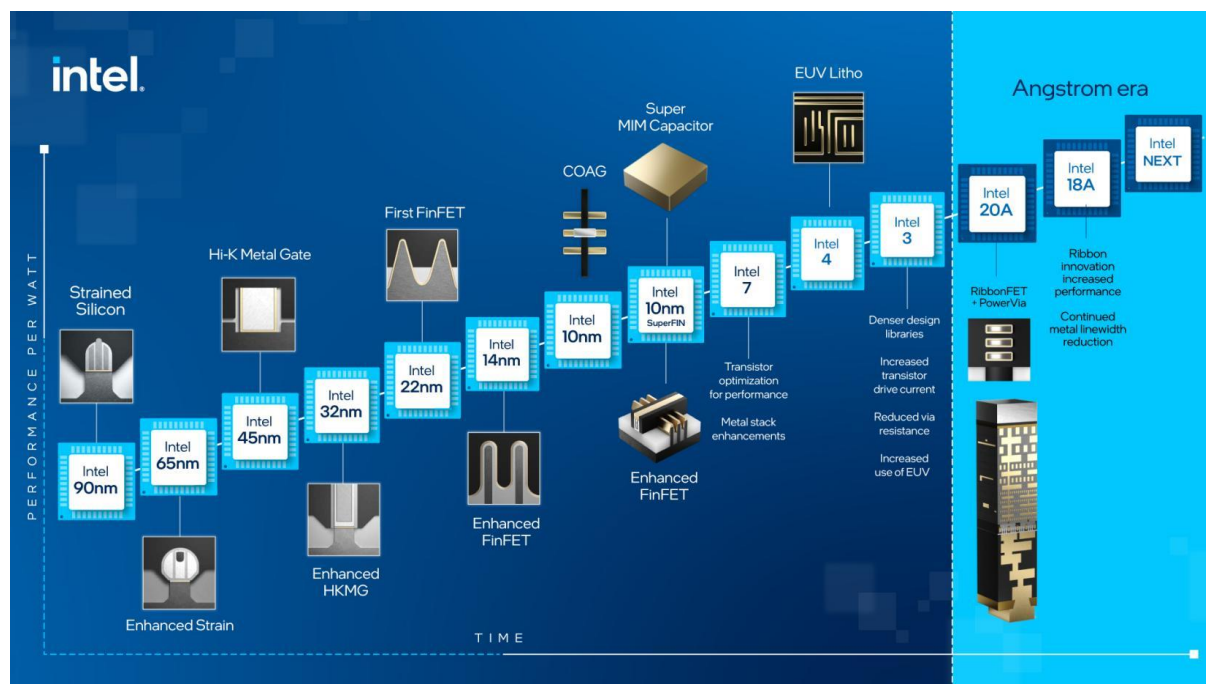 intel.
PERFORMANCE PER WATT
TIME
Strained
Silicon
Intel
90nm
Intel
65nm
Enhanced Strain
Hi-K Metal Gate
Intel
45nm
Intel
32nm
Enhanced
HKMG
First FinFET
Intel
22nm
Intel
14nm
Enhanced
FinFET
COAG
Intel
10nm
Super
MIM Capacitor
Intel
10nm
SuperFIN
Enhanced
FinFET
Intel
7
Transistor
optimization
for performance
Metal stack
enhancements
EUV Litho
Intel
4
Intel
3
Denser design
libraries
Increased
transistor
drive current
Reduced via
resistance
Increased
use of EUV
Angstrom era
Intel
20A
RibbonFET
+ PowerVia
Intel
18A
Ribbon
innovation
increased
performance
Continued
metal linewidth
reduction
Intel
NEXT